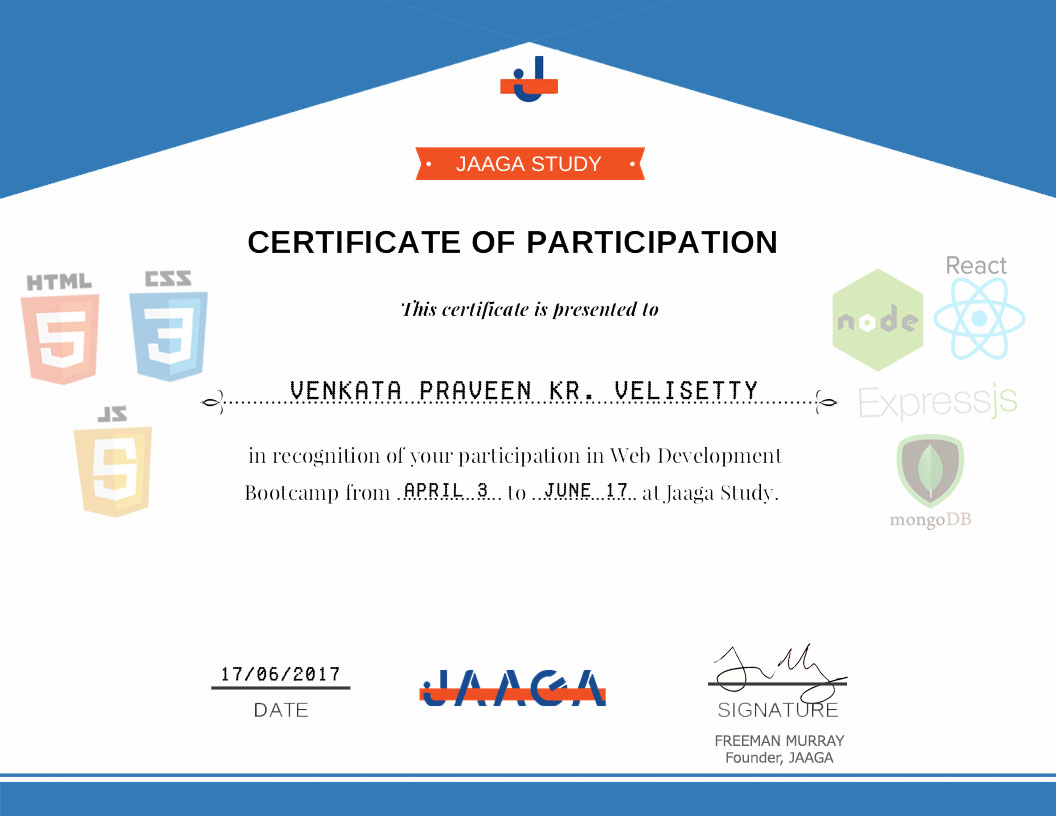 JAAGA STUDY
CERTIFICATE OF PARTICIPATION
This certificate is presented to
VENKATA PRAVEEN KR. VELISETTY
in recognition of your participation in Web Development
Bootcamp from APRIL 3 to JUNE 17 at Jaaga Study.
HTML
5
CSS
3
JS
5
node
React
Expressjs
mongoDB
17/06/2017
DATE
JAAGA
SIGNATURE
FREEMAN MURRAY
Founder, JAAGA